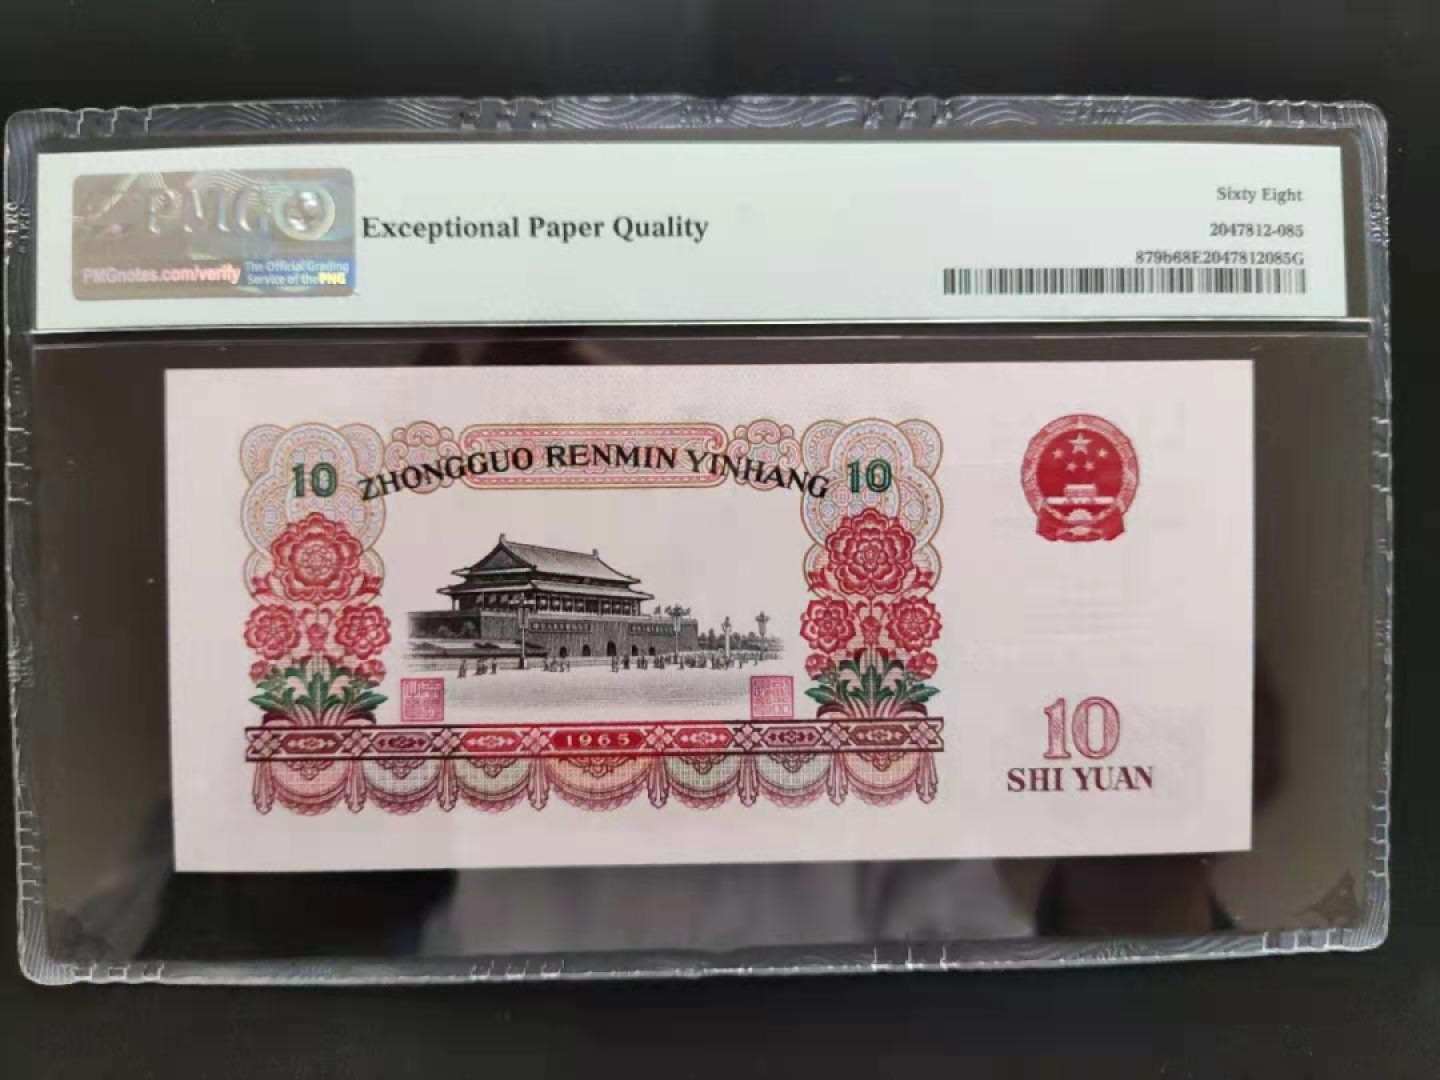 PMG
PMGnotes.com/verify
The Official Grading
Service of the PNG
Exceptional Paper Quality
Sixty Eight
2047812-085
879b68E2047812085G
10 ZHONGGUO RENMIN YINHANG 10
1965
10
SHI YUAN